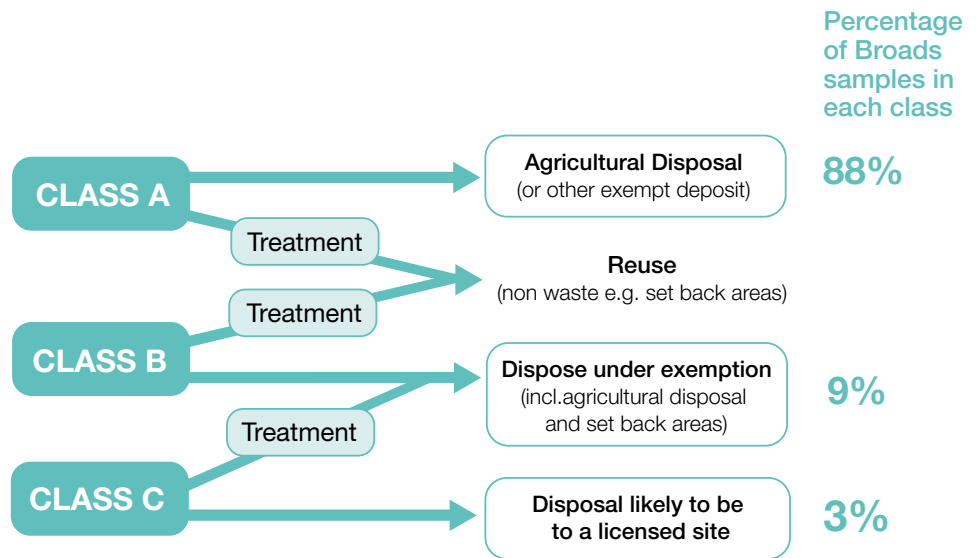 Percentage
of Broads
samples in
each class
CLASS A
Agricultural Disposal
(or other exempt deposit)
88%
Treatment
Reuse
(non waste e.g. set back areas)
Treatment
CLASS B
Dispose under exemption
(incl.agricultural disposal
and set back areas)
9%
Treatment
CLASS C
Disposal likely to be
to a licensed site
3%